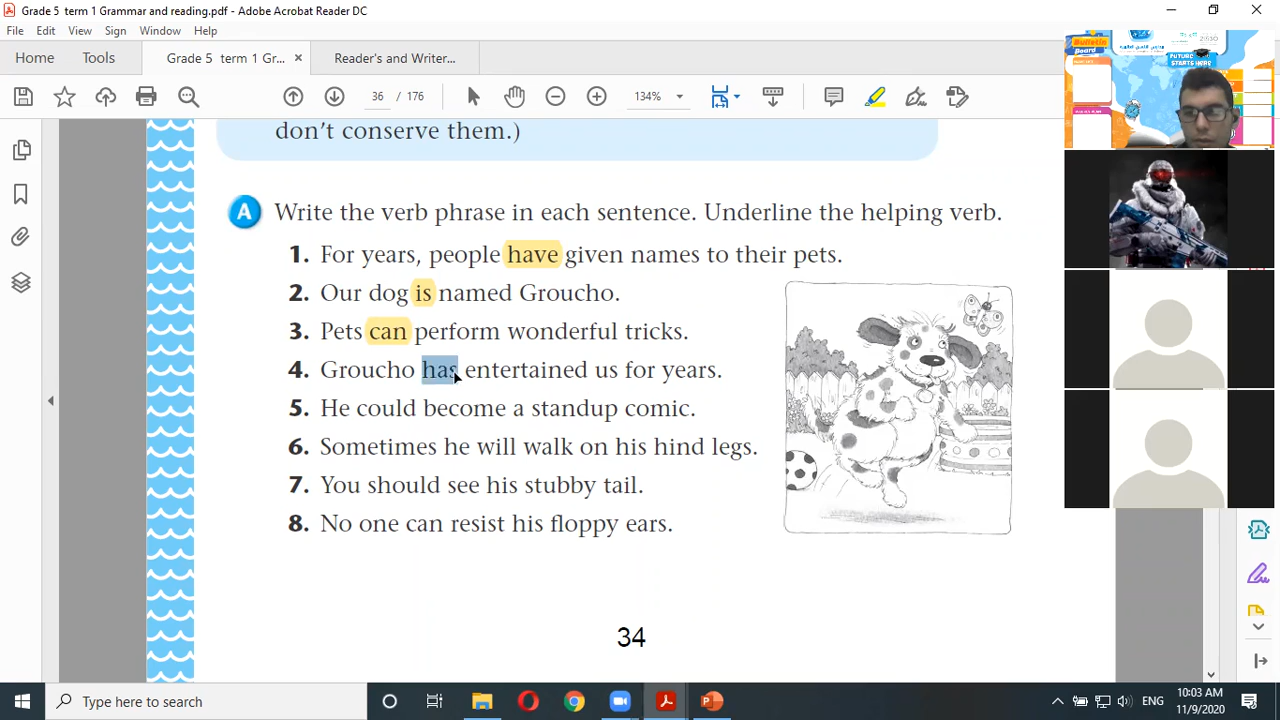 Grade 5 term 1 Grammar and reading.pdf - Adobe Acrobat Reader DC
File Edit View Sign Window Help
Home Tools Grade 5 term 1 Gr... ×
36 / 176 134%
don't conserve them.)
A Write the verb phrase in each sentence. Underline the helping verb.
1. For years, people have given names to their pets.
2. Our dog is named Groucho.
3. Pets can perform wonderful tricks.
4. Groucho has entertained us for years.
5. He could become a standup comic.
6. Sometimes he will walk on his hind legs.
7. You should see his stubby tail.
8. No one can resist his floppy ears.
34
Bulletin
Board
FUTURE
STARTS HERE
Type here to search
ENG
10:03 AM
11/9/2020